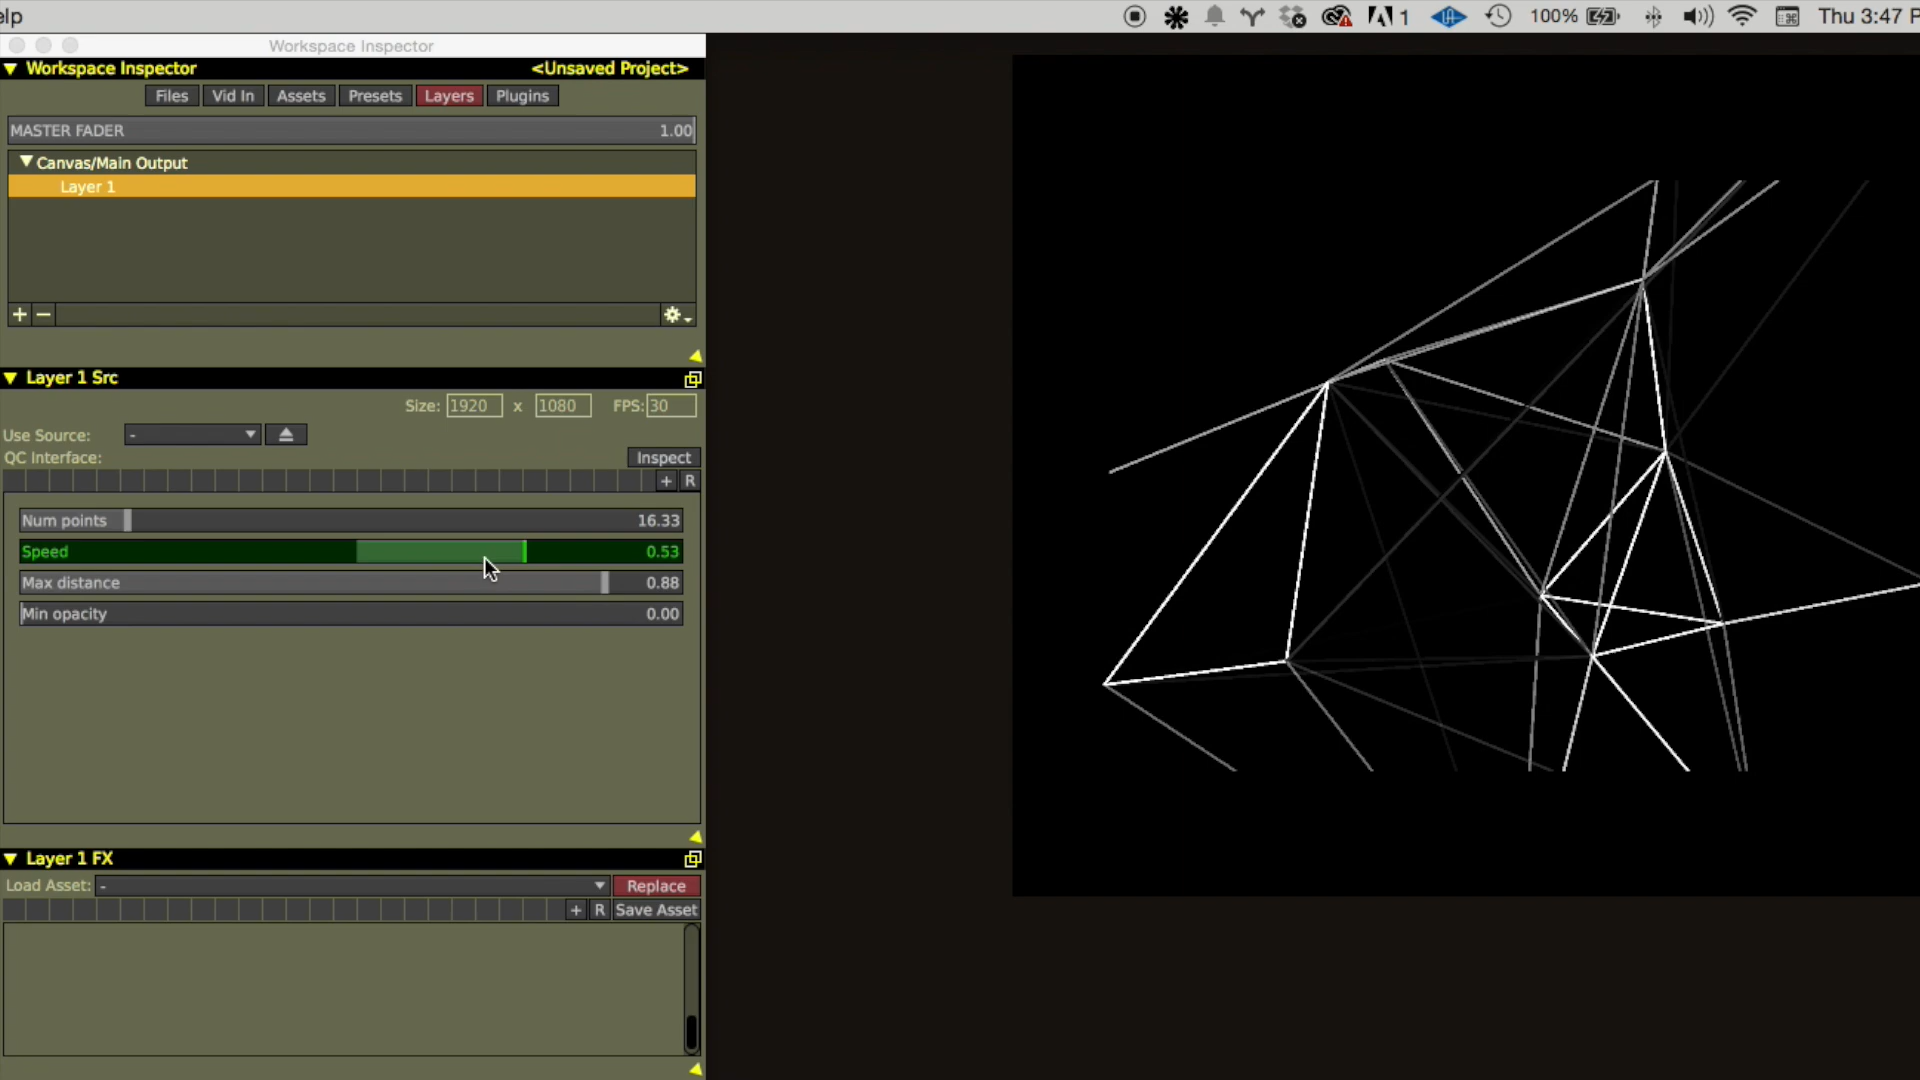 elp
1
100%
Thu 3:47 P
Workspace Inspector
Workspace Inspector <Unsaved Project>
Files Vid In Assets Presets Layers Plugins
MASTER FADER 1.00
Canvas/Main Output
Layer 1
+ −
Layer 1 Src
Size: 1920 x 1080 FPS: 30
Use Source: -
QC Interface: Inspect
+ R
Num points 16.33
Speed 0.53
Max distance 0.88
Min opacity 0.00
Layer 1 FX
Load Asset: - Replace
+ R Save Asset